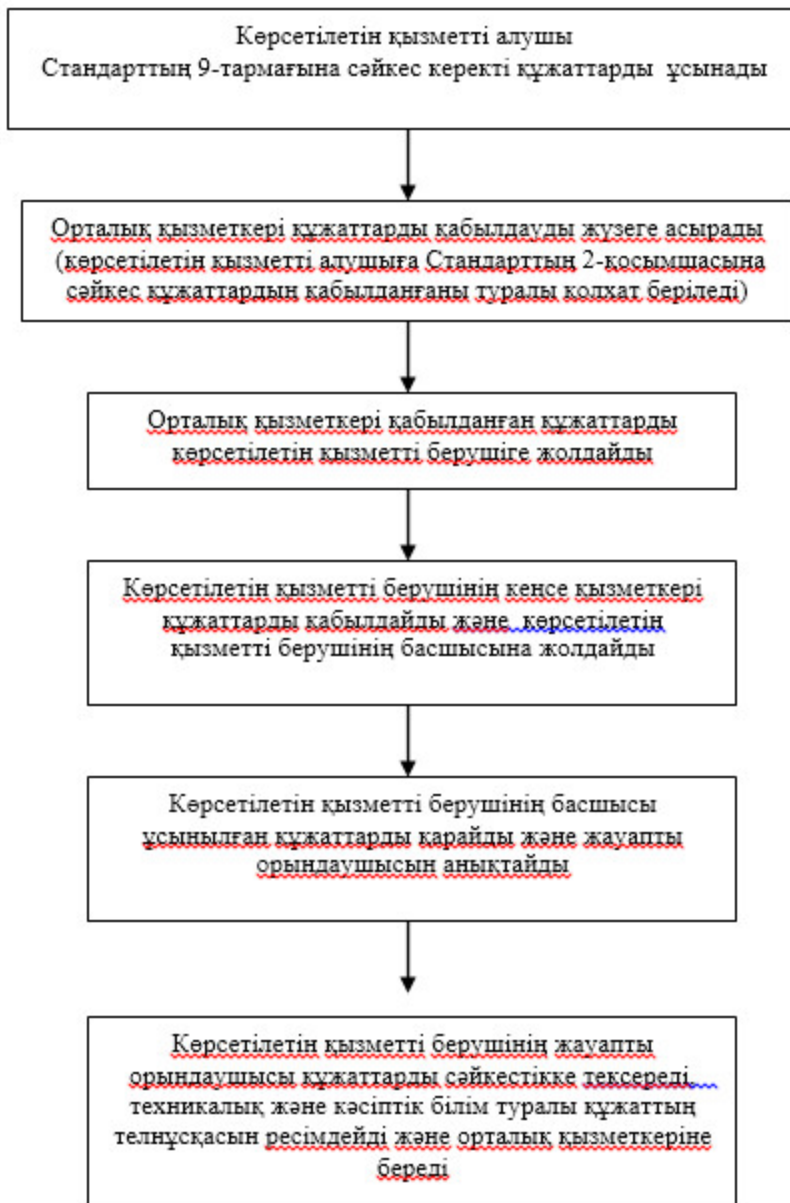 Көрсетілетін қызметті алушы
Стандарттың 9-тармағына сәйкес керекті құжаттарды ұсынады
Орталық қызметкері құжаттарды қабылдауды жүзеге асырады
(көрсетілетін қызметті алушыға Стандарттың 2-қосымшасына
сәйкес құжаттардың қабылданғаны туралы қолхат беріледі)
Орталық қызметкері қабылданған құжаттарды
көрсетілетін қызметті берушіге жолдайды
Көрсетілетін қызметті берушінің кеңсе қызметкері
құжаттарды қабылдайды және көрсетілетін
қызметті берушінің басшысына жолдайды
Көрсетілетін қызметті берушінің басшысы
ұсынылған құжаттарды қарайды және жауапты
орындаушысын анықтайды
Көрсетілетін қызметті берушінің жауапты
орындаушысы құжаттарды сәйкестікке тексереді,
техникалық және кәсіптік білім туралы құжаттың
телнұсқасын ресімдейді және орталық қызметкеріне
береді